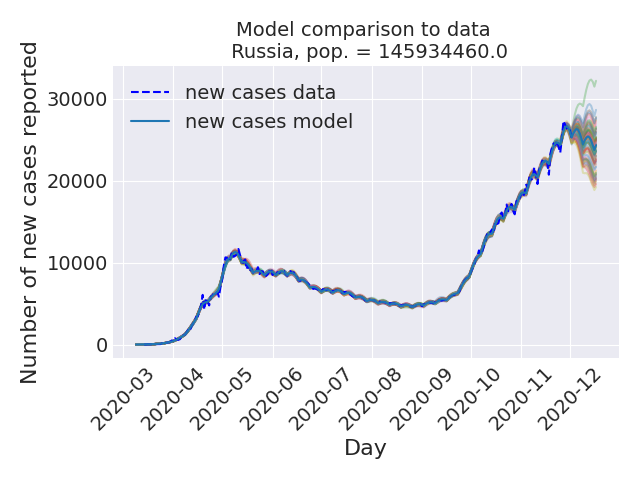 Model comparison to data
Russia, pop. = 145934460.0
Number of new cases reported
30000
20000
10000
0
new cases data
new cases model
2020-03
2020-04
2020-05
2020-06
2020-07
2020-08
2020-09
2020-10
2020-11
2020-12
Day